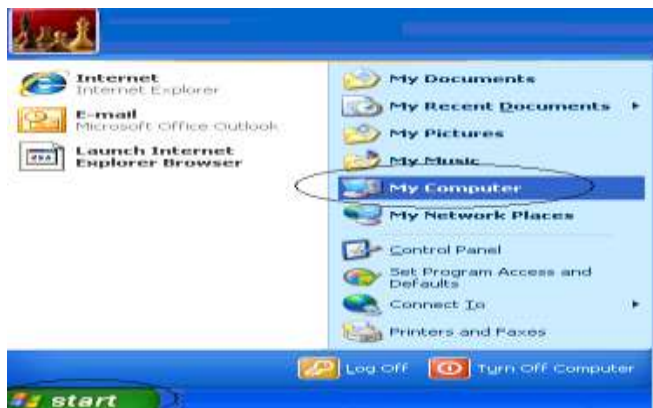 Internet
Internet Explorer
E-mail
Microsoft Office Outlook
Launch Internet
Explorer Browser
My Documents
My Recent Documents
My Pictures
My Music
My Computer
My Network Places
Control Panel
Set Program Access and
Defaults
Connect To
Printers and Faxes
Log Off
Turn Off Computer
start